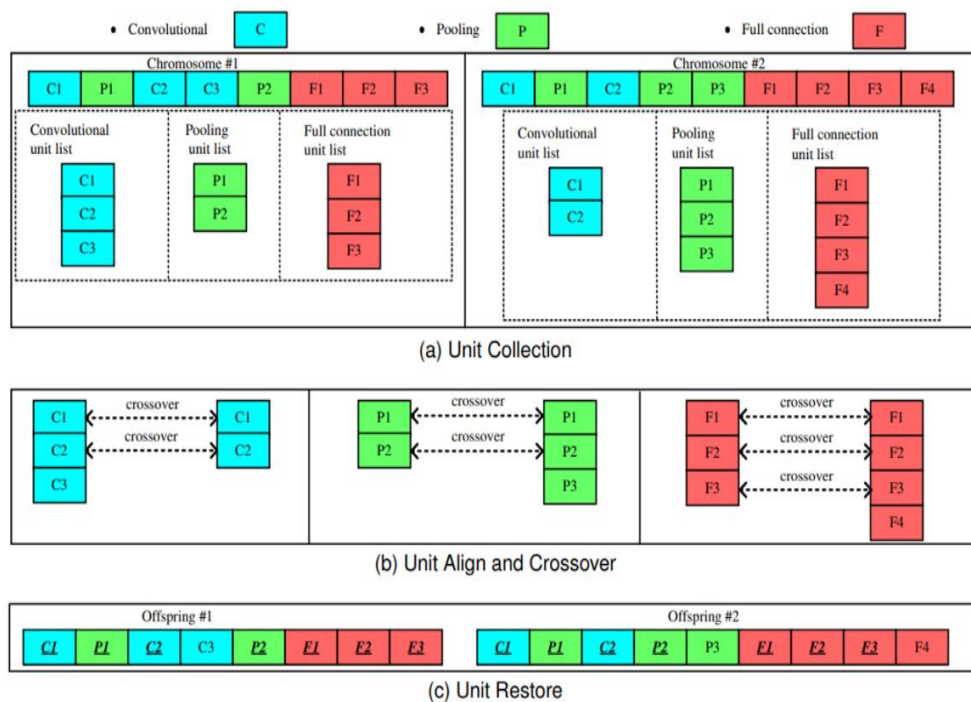 • Convolutional C • Pooling P • Full connection F
Chromosome #1
C1 P1 C2 C3 P2 F1 F2 F3
Convolutional unit list
C1
C2
C3
Pooling unit list
P1
P2
Full connection unit list
F1
F2
F3
Chromosome #2
C1 P1 C2 P2 P3 F1 F2 F3 F4
Convolutional unit list
C1
C2
Pooling unit list
P1
P2
P3
Full connection unit list
F1
F2
F3
F4
(a) Unit Collection
C1 crossover C1
C2 crossover C2
C3
P1 crossover P1
P2 crossover P2
P3
F1 crossover F1
F2 crossover F2
F3 crossover F3
F4
(b) Unit Align and Crossover
Offspring #1
C1 P1 C2 C3 P2 F1 F2 F3
Offspring #2
C1 P1 C2 P2 P3 F1 F2 F3 F4
(c) Unit Restore